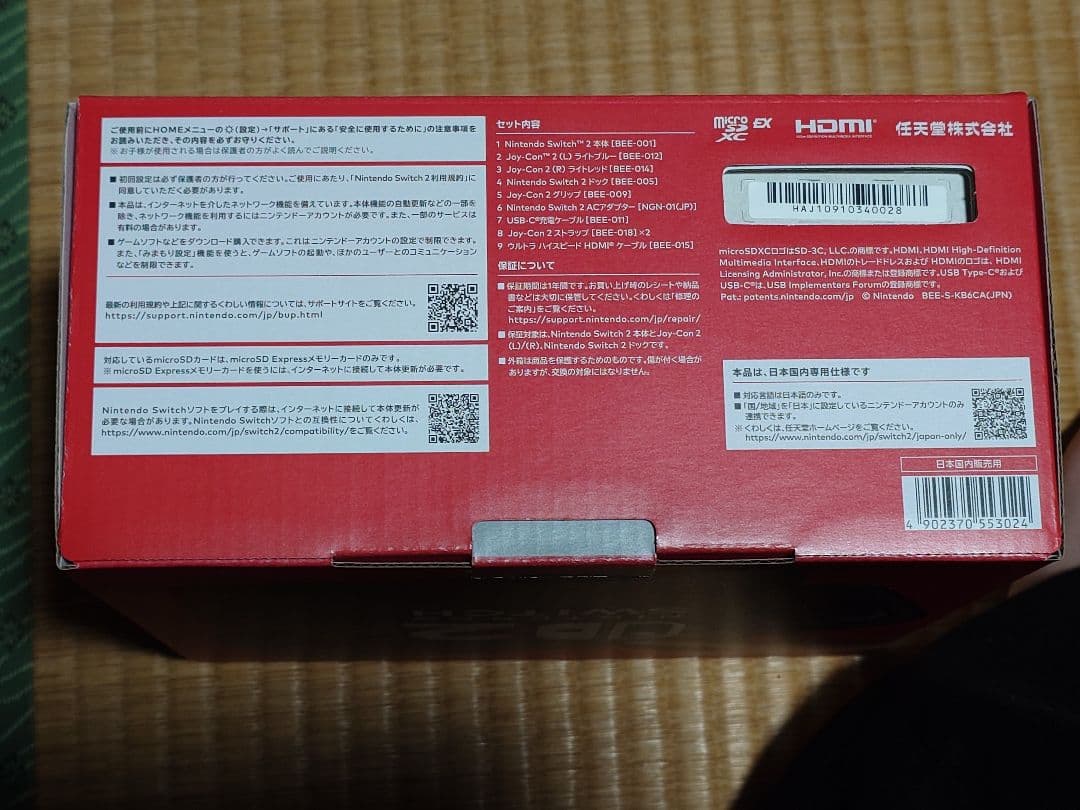 ご使用前にHOMEメニューの(設定)→「サポート」にある「安全に使用するために」の注意事項を
お読みいただき、その内容を必ずお守りください。
※お子様が使用される場合は保護者の方がよく読んでご説明ください。
■初回設定は必ず保護者の方が行ってください。ご使用にあたり、「Nintendo Switch 2利用規約」に
同意していただく必要があります。
■本品は、インターネットを介したネットワーク機能を備えています。本体機能の自動更新などの一部を
除き、ネットワーク機能を利用するにはニンテンドーアカウントが必要です。また、一部のサービスは
有料の場合があります。
■ゲームソフトなどをダウンロード購入できます。これはニンテンドーアカウントの設定で制限できます。
また、「みまもり設定」機能を使うと、ゲームソフトの起動や、ほかのユーザーとのコミュニケーション
などを制限できます。
最新の利用規約や上記に関するくわしい情報については、サポートサイトをご覧ください。
https://support.nintendo.com/jp/bup.html
対応しているmicroSDカードは、microSD Expressメモリーカードのみです。
※microSD Expressメモリーカードを使うには、インターネットに接続して本体更新が必要です。
Nintendo Switchソフトをプレイする際は、インターネットに接続して本体更新が
必要な場合があります。Nintendo Switchソフトとの互換性についてくわしくは、
https://www.nintendo.com/jp/switch2/compatibility/をご覧ください。
セット内容
1 Nintendo Switch™ 2 本体 [BEE-001]
2 Joy-Con™ 2 (L) ライトブルー [BEE-012]
3 Joy-Con 2 (R) ライトレッド [BEE-014]
4 Nintendo Switch 2 ドック [BEE-005]
5 Joy-Con 2 グリップ [BEE-009]
6 Nintendo Switch 2 ACアダプター [NGN-01(JP)]
7 USB-C®充電ケーブル [BEE-011]
8 Joy-Con 2 ストラップ [BEE-018]×2
9 ウルトラ ハイスピード HDMI® ケーブル [BEE-015]
保証について
■保証期間は1年間です。お買い上げ時のレシートや納品
書などは大切に保管してください。くわしくは「修理の
ご案内」をご覧ください。
https://support.nintendo.com/jp/repair/
■保証対象は、Nintendo Switch 2 本体とJoy-Con 2
(L)/(R)、Nintendo Switch 2 ドックです。
■外箱は商品を保護するためのものです。傷が付く場合が
ありますが、交換の対象にはなりません。
micro SD XC EX HDMI 任天堂株式会社
HIGH-DEFINITION MULTIMEDIA INTERFACE
HAJ10910340028
microSDXCロゴはSD-3C, LLC.の商標です。HDMI、HDMI High-Definition
Multimedia Interface、HDMIのトレードドレスおよび HDMIのロゴは、HDMI
Licensing Administrator, Inc.の商標または登録商標です。USB Type-C®および
USB-C®は、USB Implementers Forumの登録商標です。
Pat.: patents.nintendo.com/jp © Nintendo BEE-S-KB6CA(JPN)
本品は、日本国内専用仕様です
■対応言語は日本語のみです。
■「国/地域」を「日本」に設定しているニンテンドーアカウントのみ
連携できます。
※くわしくは、任天堂ホームページをご覧ください。
https://www.nintendo.com/jp/switch2/japan-only/
日本国内販売用
4 902370 553024
SWITCH